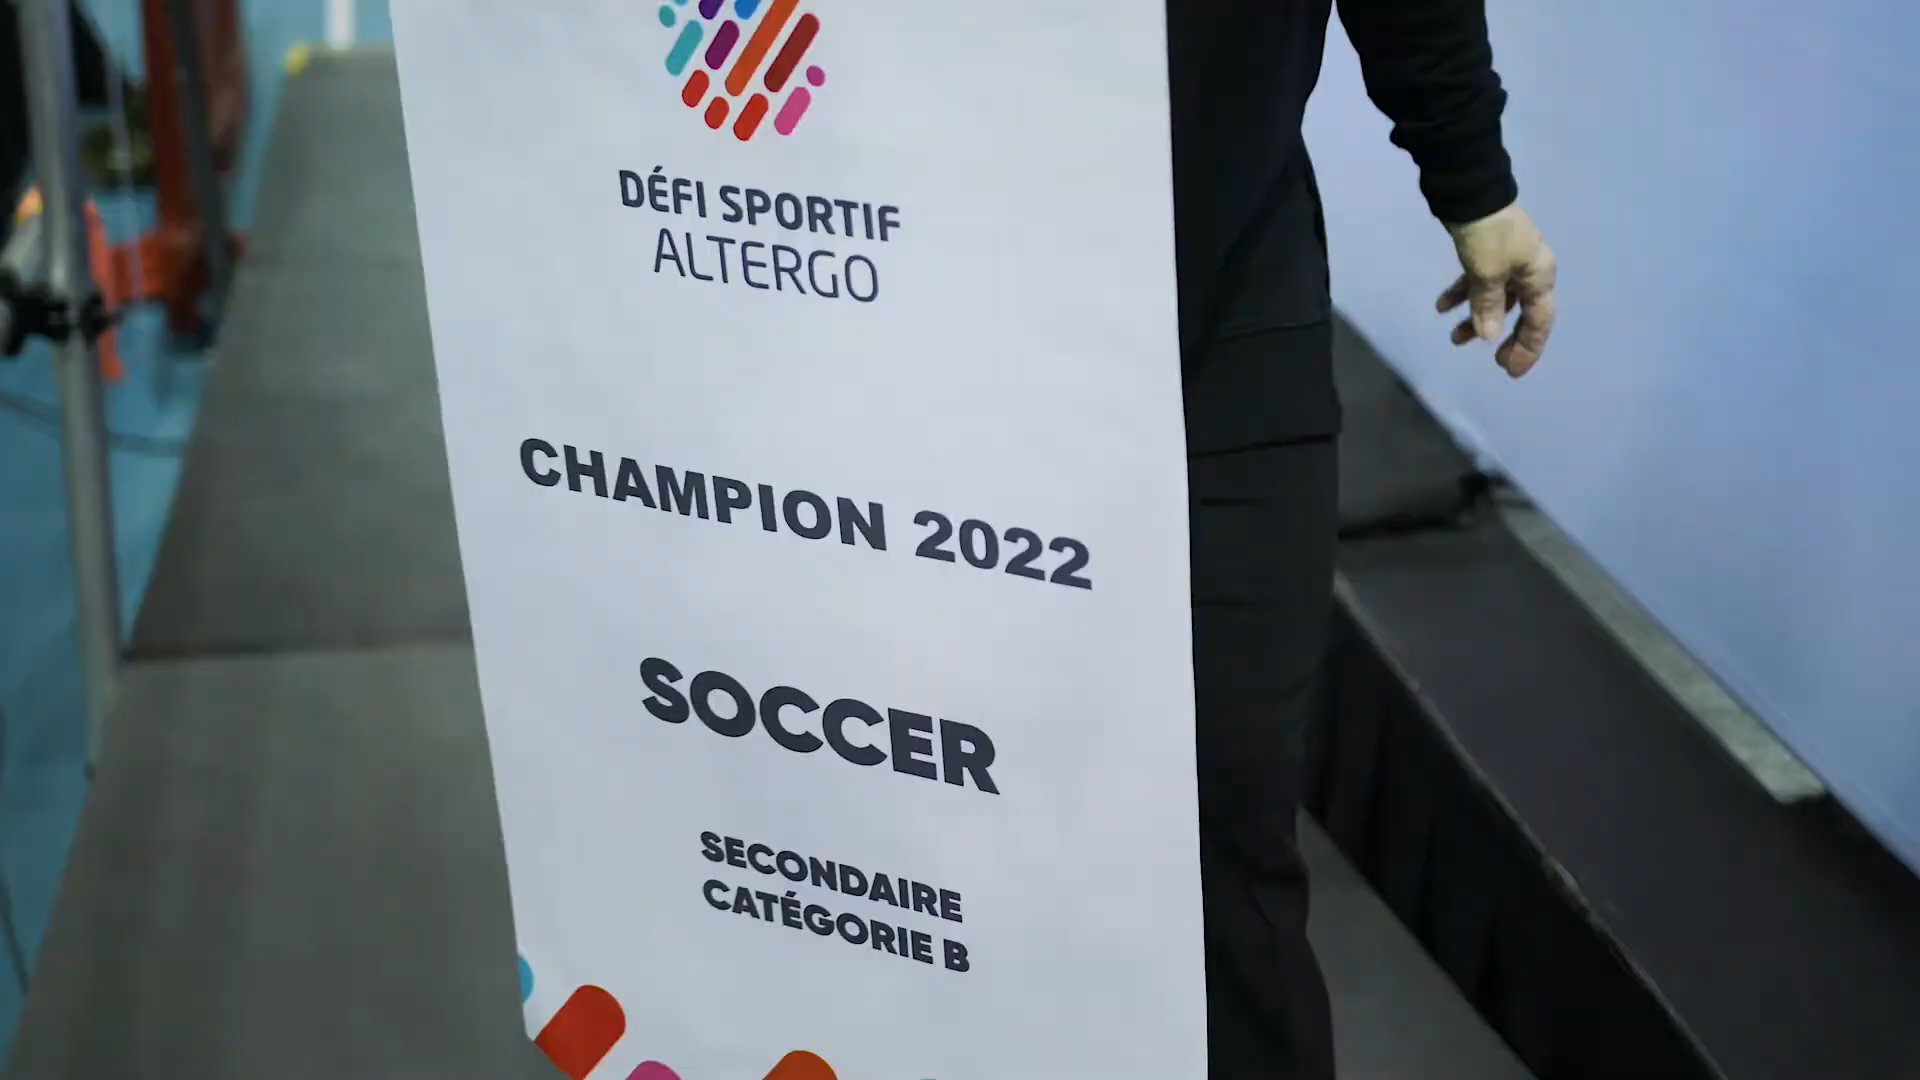 DÉFI SPORTIF
ALTERGO
CHAMPION 2022
SOCCER
SECONDAIRE
CATÉGORIE B